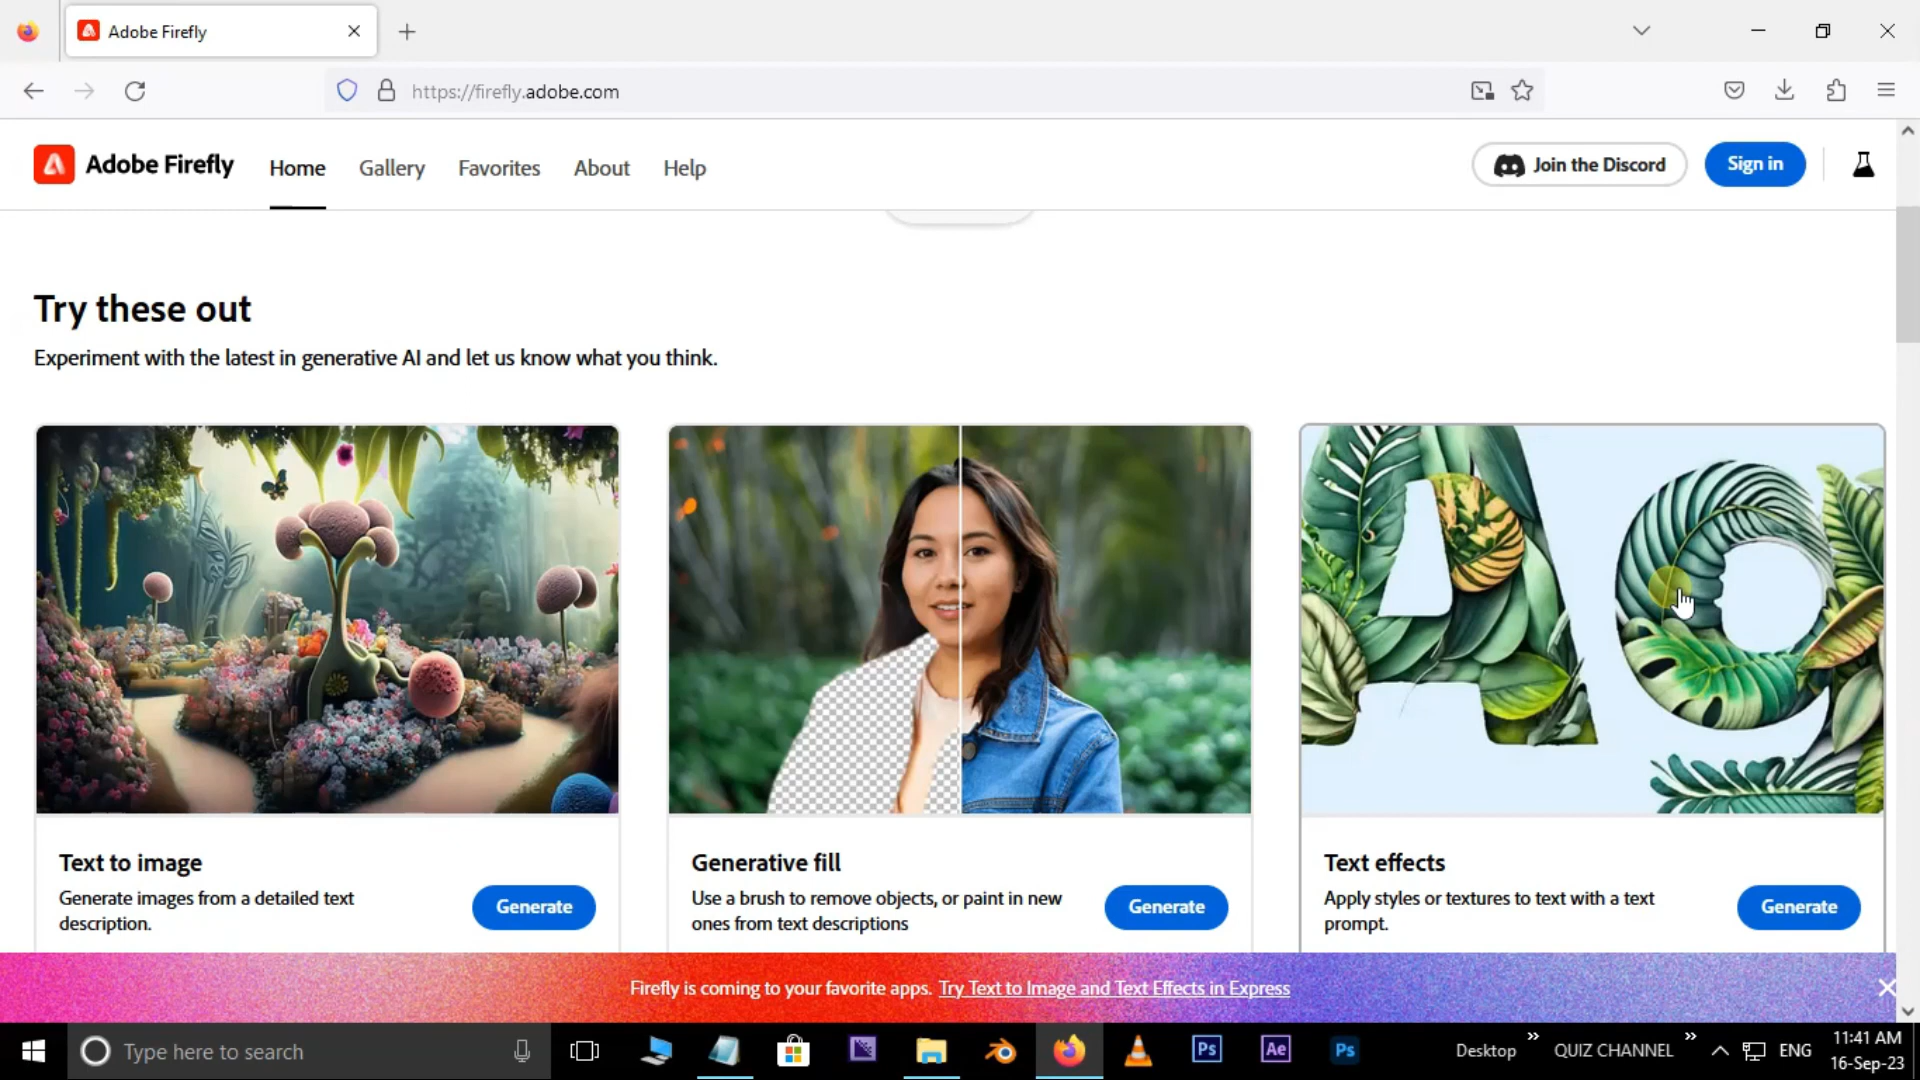 Adobe Firefly
https://firefly.adobe.com
Adobe Firefly
Home
Gallery
Favorites
About
Help
Join the Discord
Sign in
Try these out
Experiment with the latest in generative AI and let us know what you think.
Text to image
Generate images from a detailed text
description.
Generate
Generative fill
Use a brush to remove objects, or paint in new
ones from text descriptions
Generate
Text effects
Apply styles or textures to text with a text
prompt.
Generate
Firefly is coming to your favorite apps. Try Text to Image and Text Effects in Express
Type here to search
Ps
Ae
Ps
Desktop
QUIZ CHANNEL
ENG
11:41 AM
16-Sep-23